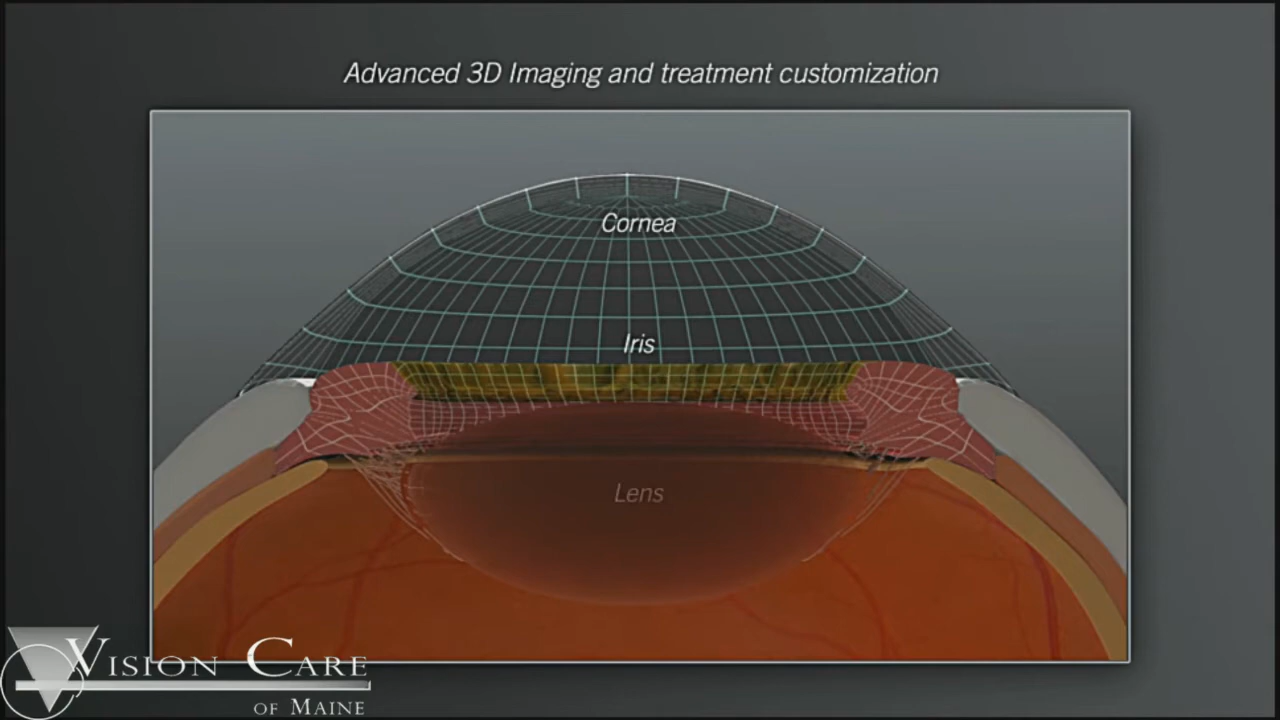 Advanced 3D Imaging and treatment customization
Cornea
Iris
Lens
VISION CARE
OF MAINE